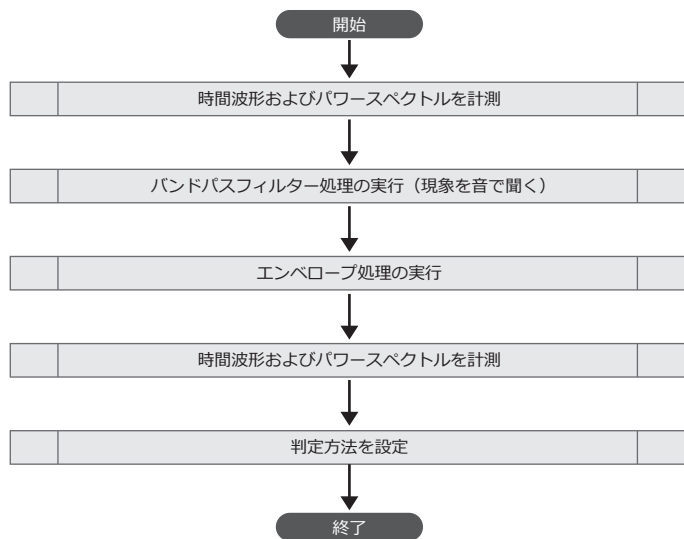 開始
時間波形およびパワースペクトルを計測
バンドパスフィルター処理の実行（現象を音で聞く）
エンベロープ処理の実行
時間波形およびパワースペクトルを計測
判定方法を設定
終了